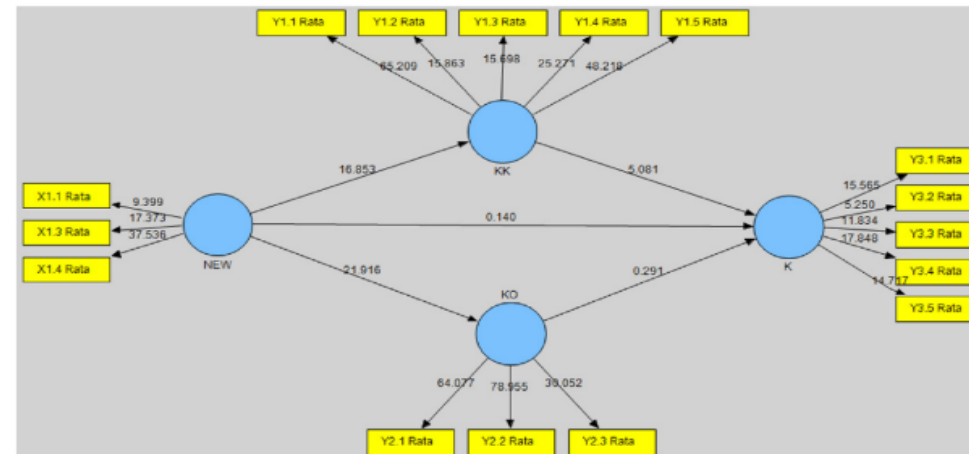 Y1.1 Rata Y1.2 Rata Y1.3 Rata Y1.4 Rata Y1.5 Rata
65.209 15.863 15.698 25.271 48.218
KK
16.853 5.081
X1.1 Rata 9.399
X1.3 Rata 17.373
X1.4 Rata 37.536
NEW
0.140
K
Y3.1 Rata 15.565
Y3.2 Rata 5.250
Y3.3 Rata 11.834
Y3.4 Rata 17.848
Y3.5 Rata 14.717
21.916 0.291
KO
64.077 78.955 30.052
Y2.1 Rata Y2.2 Rata Y2.3 Rata